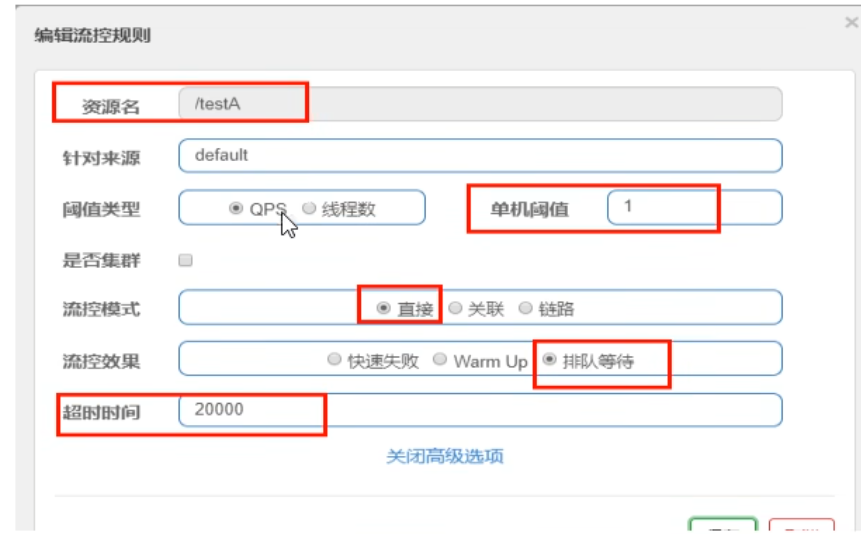 编辑流控规则 ×
资源名 /testA
针对来源 default
阈值类型 QPS 线程数 单机阈值 1
是否集群
流控模式 直接 关联 链路
流控效果 快速失败 Warm Up 排队等待
超时时间 20000
关闭高级选项